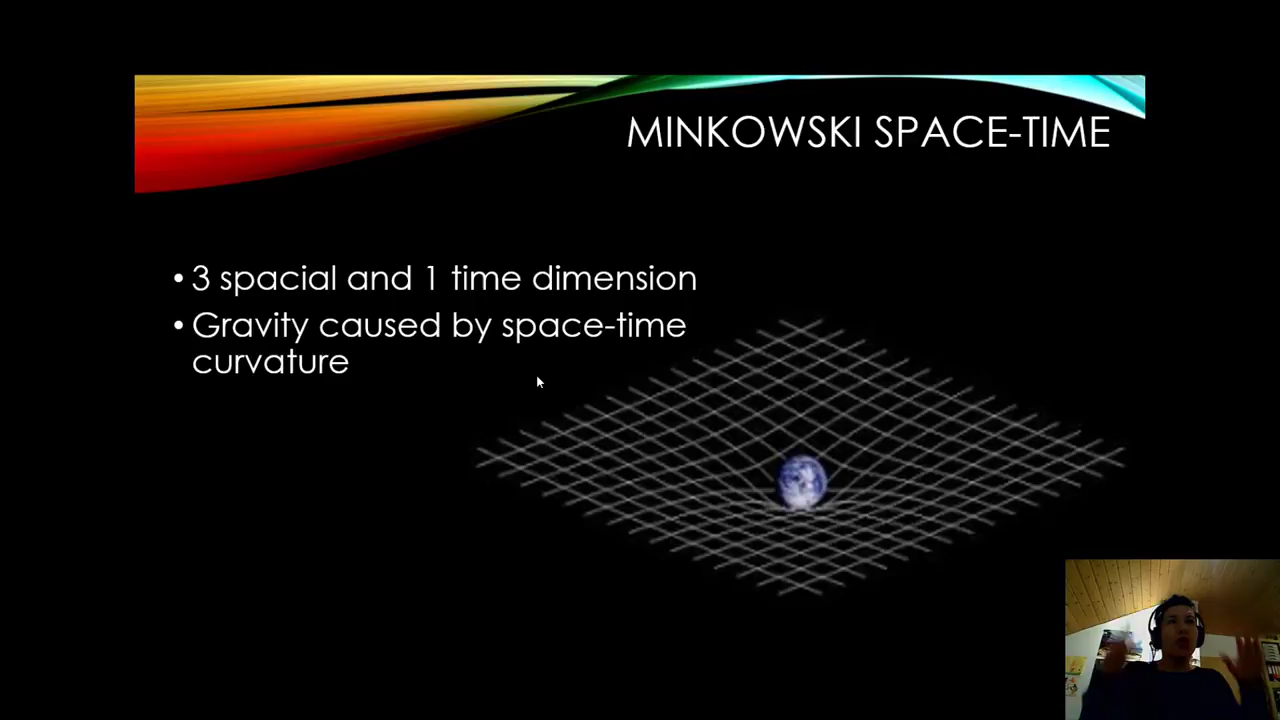 MINKOWSKI SPACE-TIME
• 3 spacial and 1 time dimension
• Gravity caused by space-time
curvature